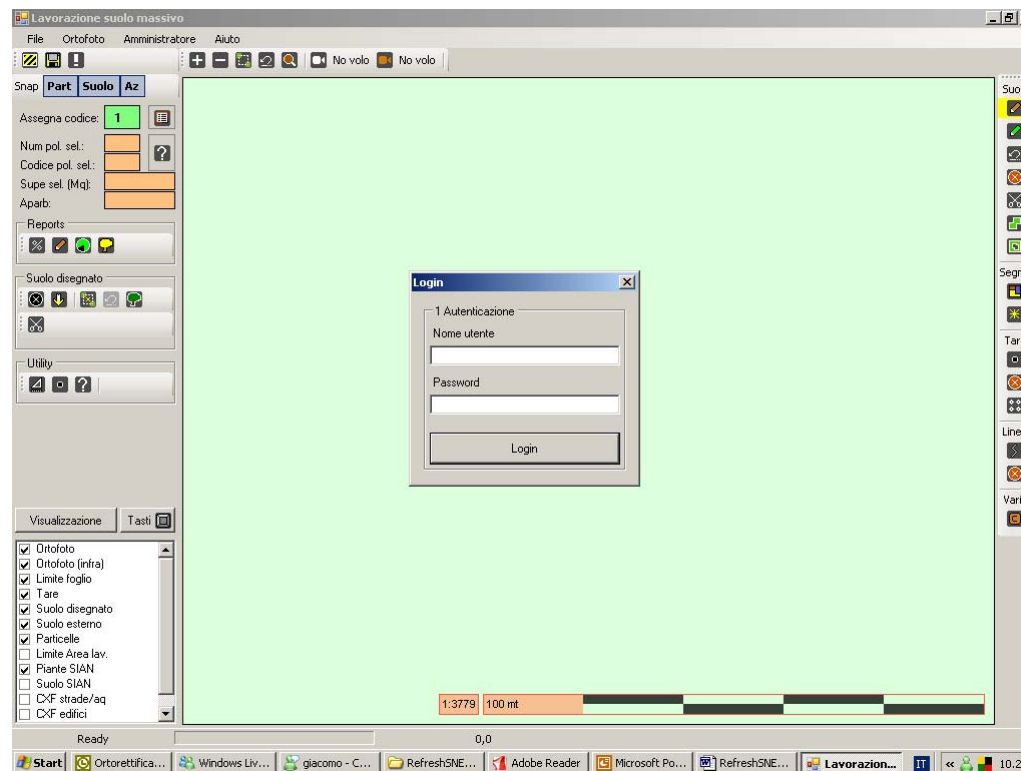 Lavorazione suolo massivo
File Ortofoto Amministratore Aiuto
No volo No volo
Snap Part Suolo Az
Assegna codice: 1
Num pol. sel.:
Codice pol. sel.:
Supe sel. (Mq):
Aparb:
Reports
Suolo disegnato
Utility
Visualizzazione Tasti
Ortofoto
Ortofoto (infra)
Limite foglio
Tare
Suolo disegnato
Suolo esterno
Particelle
Limite Area lav.
Piante SIAN
Suolo SIAN
CXF strade/aq
CXF edifici
Login
1 Autenticazione
Nome utente
Password
Login
1:3779 100 mt
Suo
Segn
Tar
Line
Vari
Ready 0,0
Start Ortorettifica... Windows Liv... giacomo - C... RefreshSNE... Adobe Reader Microsoft Po... RefreshSNE... Lavorazion... IT « 10.2